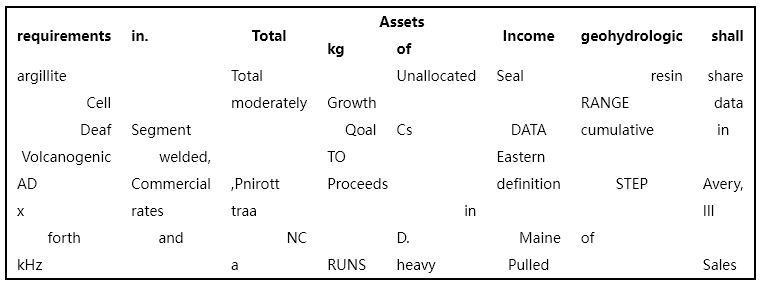 Assets
requirements in. Total kg of Income geohydrologic shall
argillite Total Unallocated Seal resin share
Cell moderately Growth RANGE data
Deaf Segment Qoal Cs DATA cumulative in
Volcanogenic welded, TO Eastern
AD Commercial ,Pnirott Proceeds definition STEP Avery,
x rates traa in III
forth and NC D. Maine of
kHz a RUNS heavy Pulled Sales